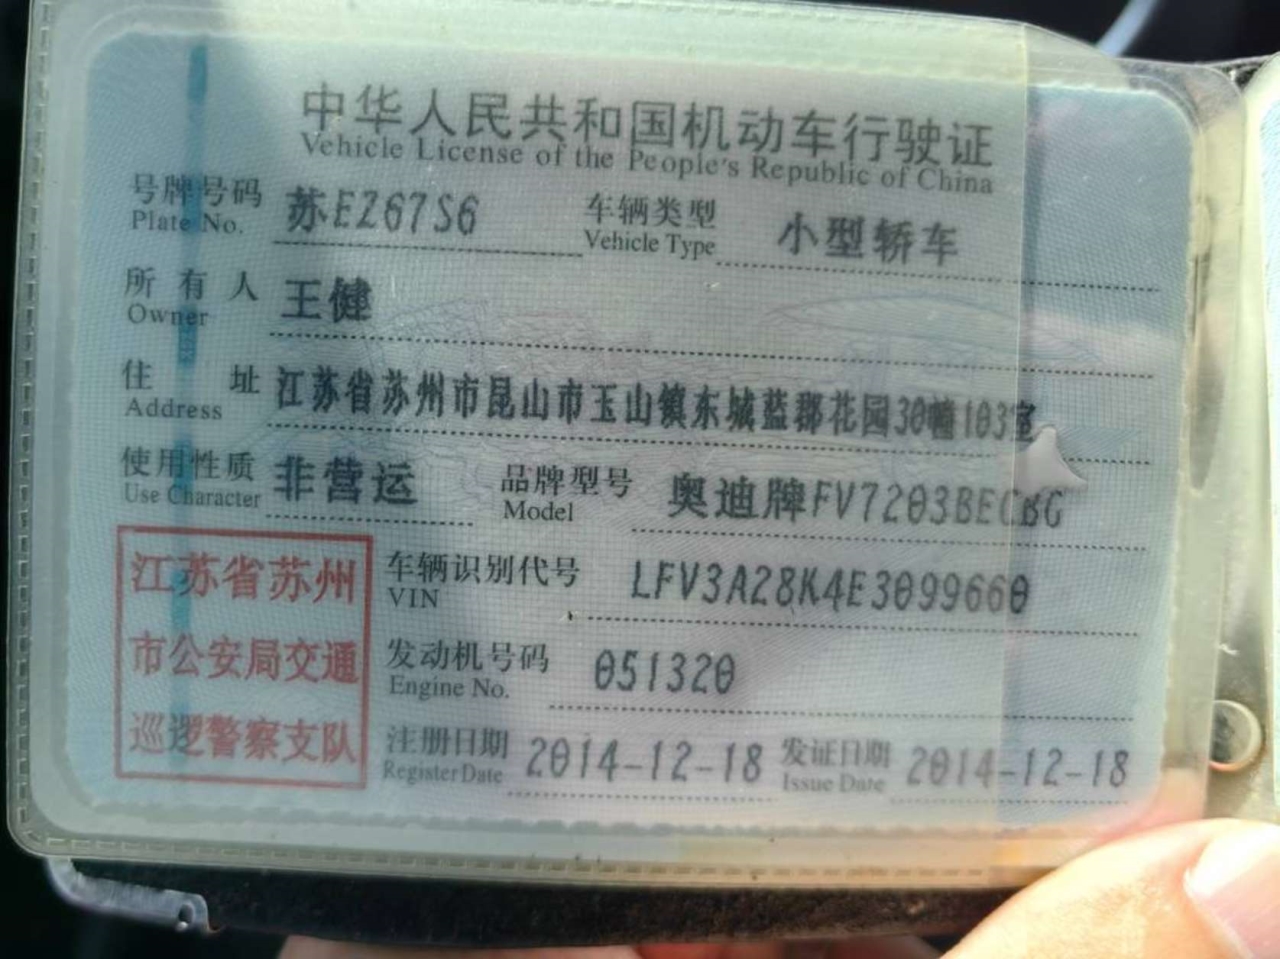 中华人民共和国机动车行驶证
Vehicle License of the People's Republic of China
号牌号码 苏EZ67S6 车辆类型 小型轿车
Plate No. Vehicle Type
所有人 王健
Owner
住址 江苏省苏州市昆山市玉山镇东城蓝郡花园30幢103室
Address
使用性质 非营运 品牌型号 奥迪牌FV7203BECBG
Use Character Model
江苏省苏州
市公安局交通
巡逻警察支队
车辆识别代号 LFV3A28K4E3099660
VIN
发动机号码 051320
Engine No.
注册日期 2014-12-18 发证日期 2014-12-18
Register Date Issue Date